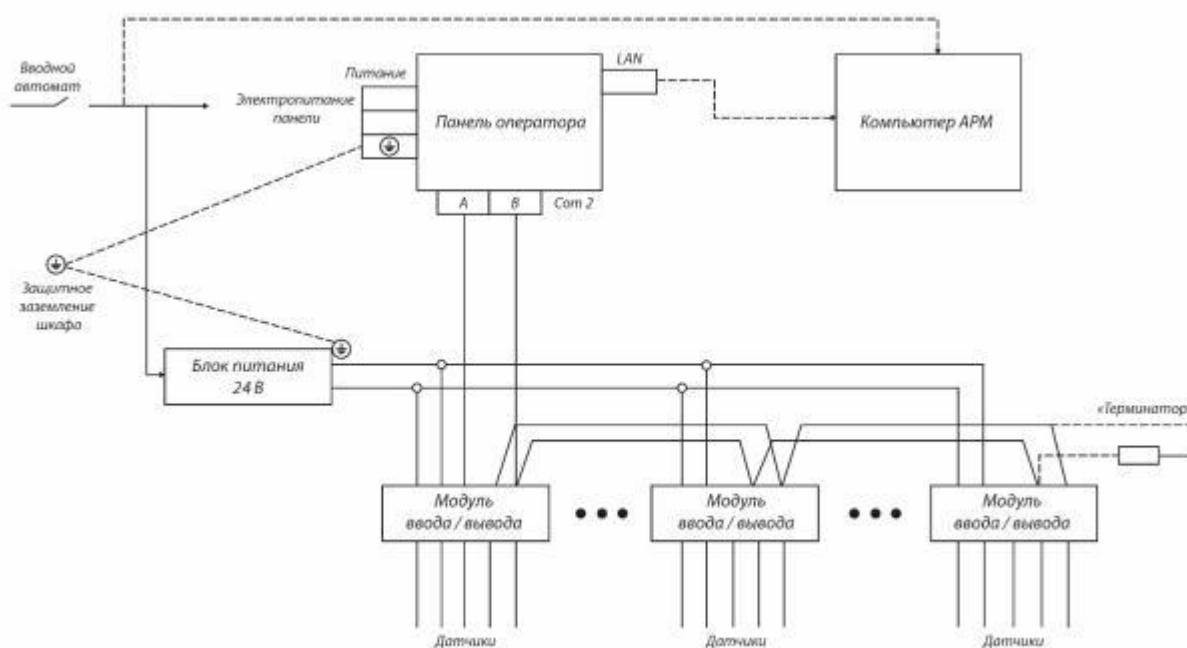 Вводной
автомат
Питание
Электропитание
панели
Панель оператора
LAN
Компьютер АРМ
A
B
Com 2
Защитное
заземление
шкафа
Блок питания
24 В
«Терминатор
Модуль
ввода / вывода
Модуль
ввода / вывода
Модуль
ввода / вывода
Датчики
Датчики
Датчики